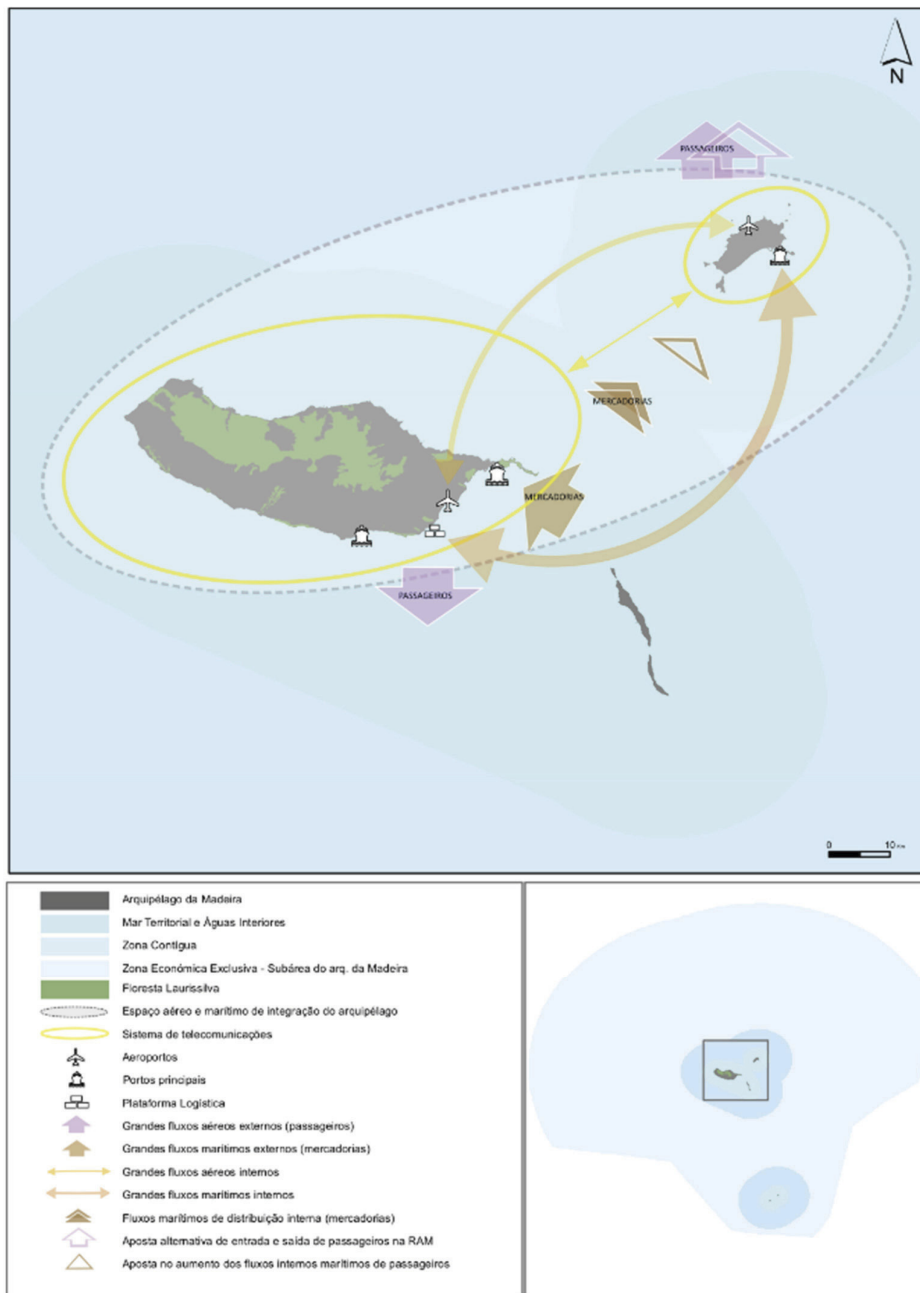 N
PASSAGEIROS
MERCADORIAS
MERCADORIAS
PASSAGEIROS
0 10 Km
Arquipélago da Madeira
Mar Territorial e Águas Interiores
Zona Contígua
Zona Económica Exclusiva - Subárea do arq. da Madeira
Floresta Laurissilva
Espaço aéreo e marítimo de integração do arquipélago
Sistema de telecomunicações
Aeroportos
Portos principais
Plataforma Logística
Grandes fluxos aéreos externos (passageiros)
Grandes fluxos marítimos externos (mercadorias)
Grandes fluxos aéreos internos
Grandes fluxos marítimos internos
Fluxos marítimos de distribuição interna (mercadorias)
Aposta alternativa de entrada e saída de passageiros na RAM
Aposta no aumento dos fluxos internos marítimos de passageiros